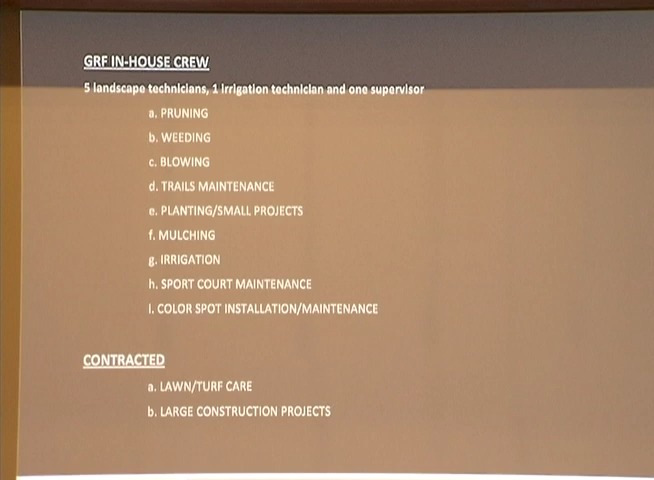 GRF IN-HOUSE CREW
5 landscape technicians, 1 irrigation technician and one supervisor
a. PRUNING
b. WEEDING
c. BLOWING
d. TRAILS MAINTENANCE
e. PLANTING/SMALL PROJECTS
f. MULCHING
g. IRRIGATION
h. SPORT COURT MAINTENANCE
I. COLOR SPOT INSTALLATION/MAINTENANCE
CONTRACTED
a. LAWN/TURF CARE
b. LARGE CONSTRUCTION PROJECTS